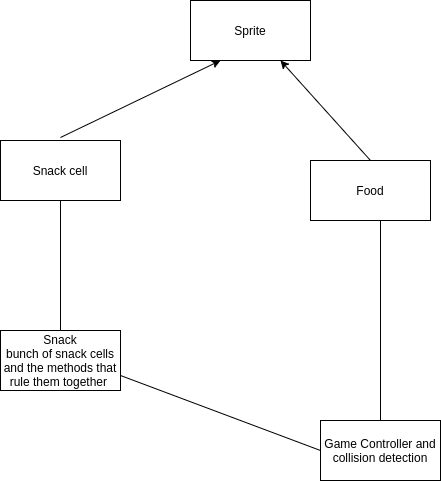 Sprite
Snack cell
Food
Snack
bunch of snack cells
and the methods that
rule them together
Game Controller and
collision detection